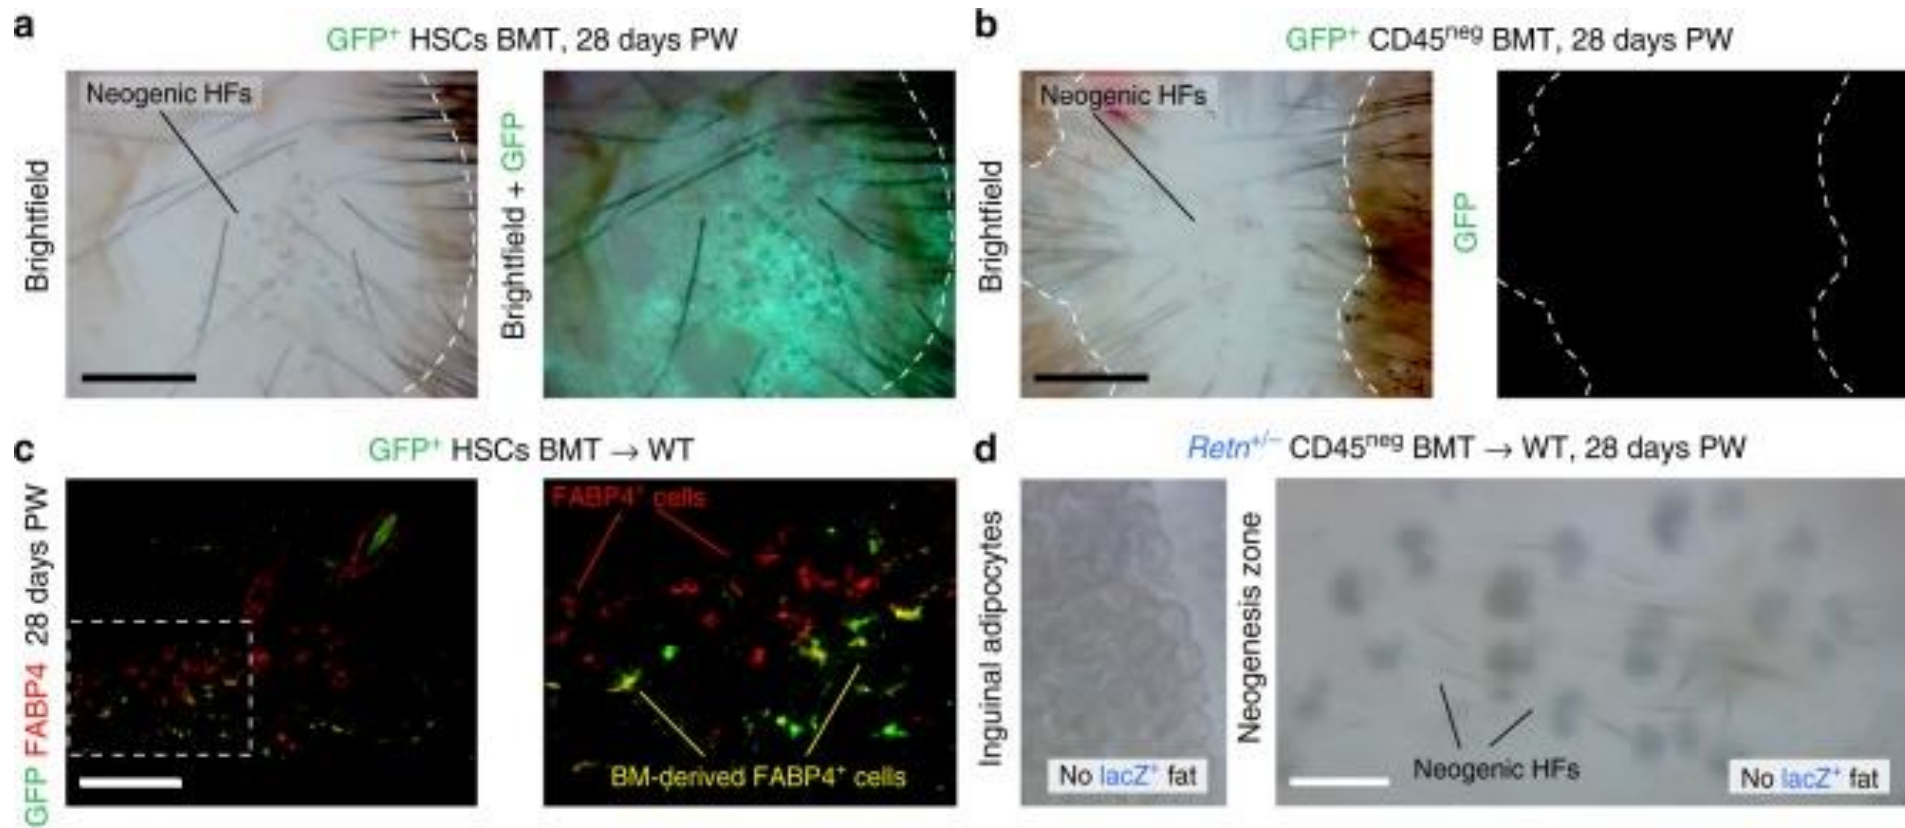 a
GFP⁺ HSCs BMT, 28 days PW
Brightfield
Neogenic HFs
Brightfield + GFP
b
GFP⁺ CD45ⁿᵉᵍ BMT, 28 days PW
Brightfield
Neogenic HFs
GFP
c
GFP⁺ HSCs BMT → WT
GFP FABP4 28 days PW
FABP4⁺ cells
BM-derived FABP4⁺ cells
d
Retn⁺/⁻ CD45ⁿᵉᵍ BMT → WT, 28 days PW
Inguinal adipocytes
No lacZ⁺ fat
Neogenesis zone
Neogenic HFs
No lacZ⁺ fat